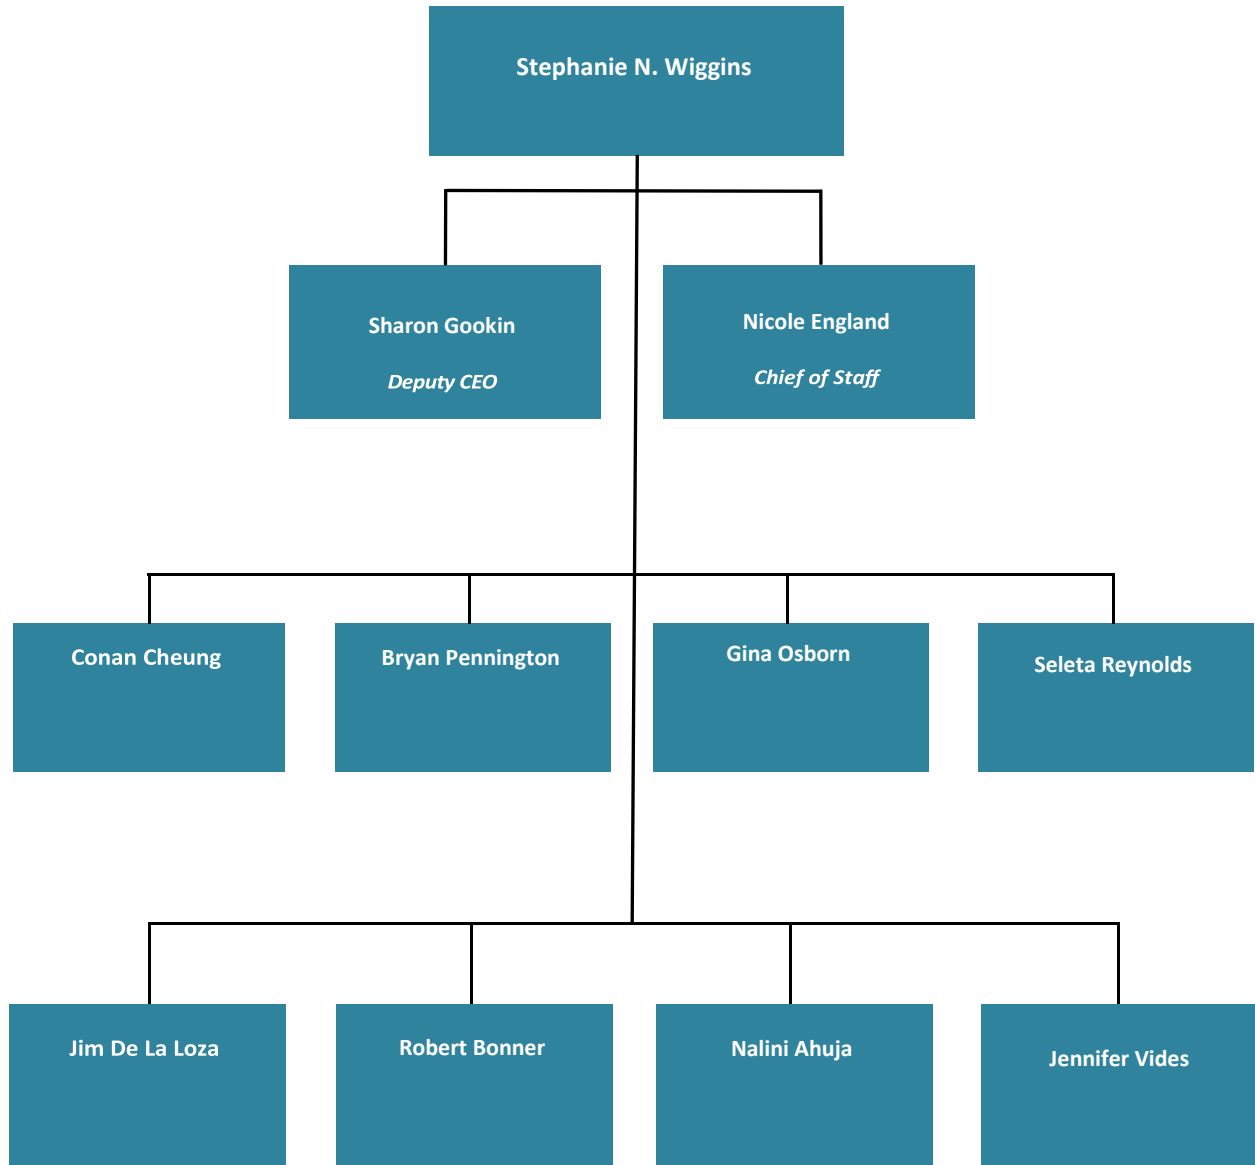 Stephanie N. Wiggins
Sharon Gookin
Deputy CEO
Nicole England
Chief of Staff
Conan Cheung
Bryan Pennington
Gina Osborn
Seleta Reynolds
Jim De La Loza
Robert Bonner
Nalini Ahuja
Jennifer Vides